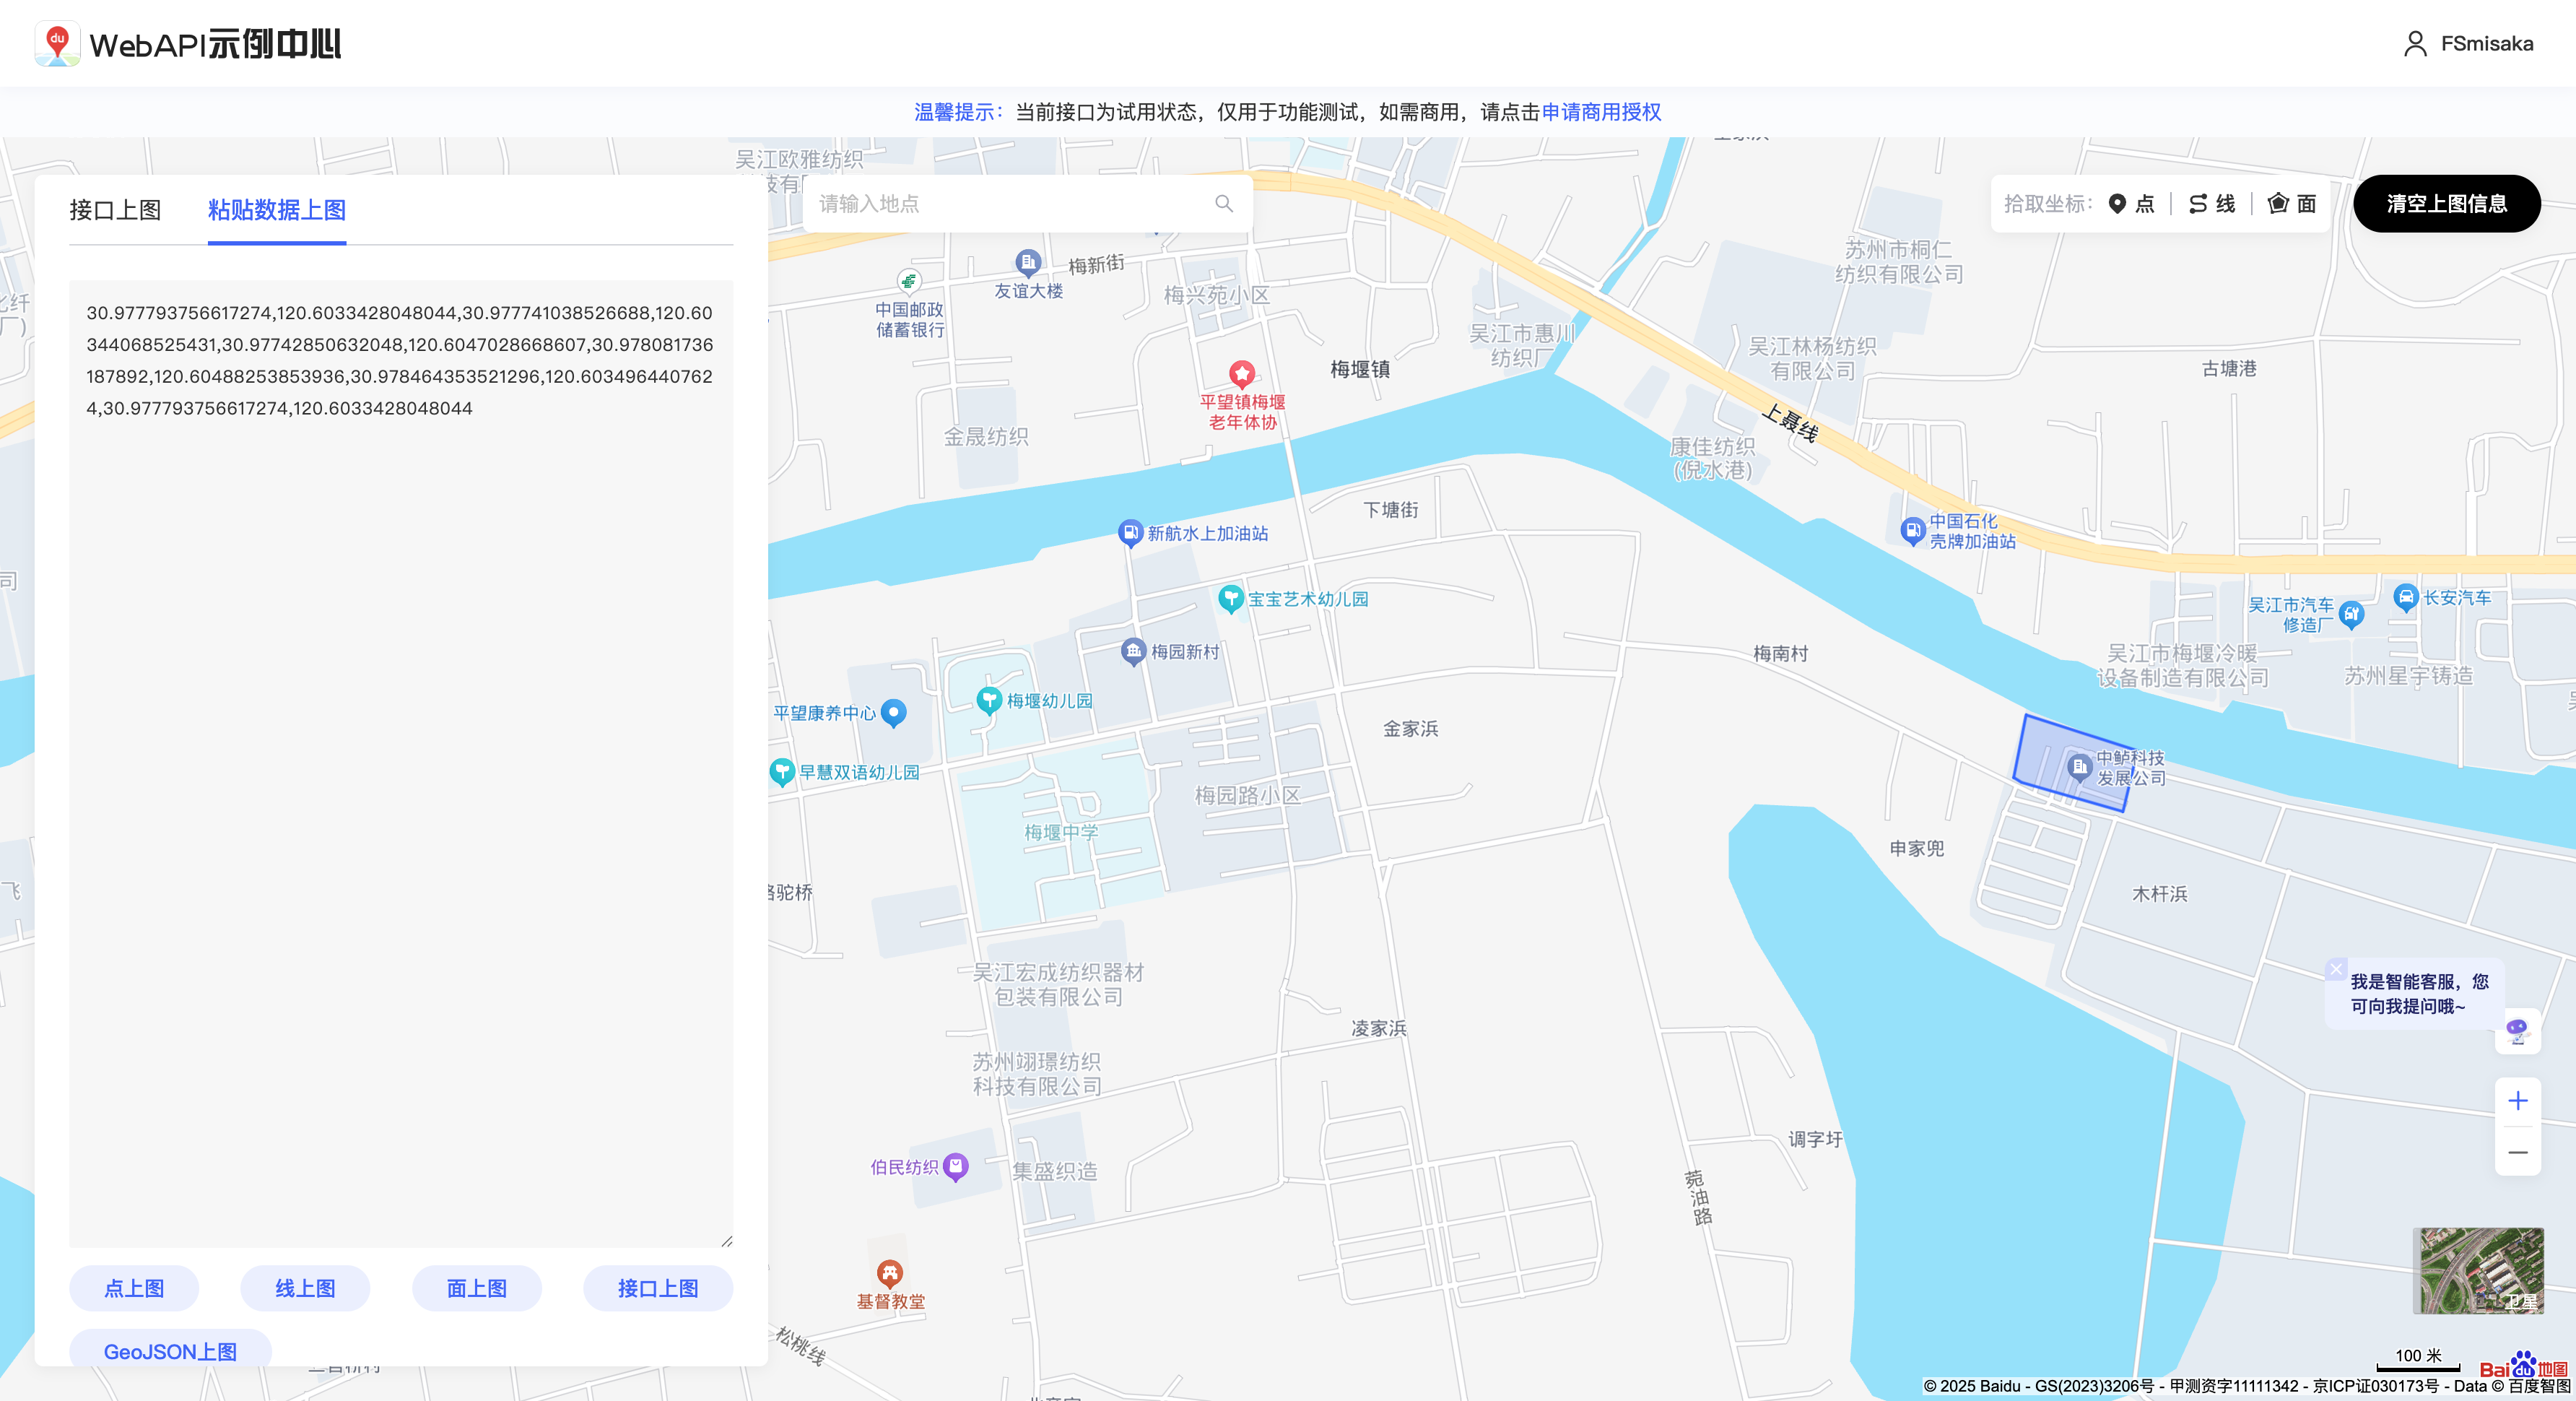 du WebAPI示例中心
FSmisaka
温馨提示：当前接口为试用状态，仅用于功能测试，如需商用，请点击申请商用授权
接口上图 粘贴数据上图
30.977793756617274,120.6033428048044,30.977741038526688,120.60
344068525431,30.97742850632048,120.6047028668607,30.978081736
187892,120.60488253853936,30.978464353521296,120.603496440762
4,30.977793756617274,120.6033428048044
点上图 线上图 面上图 接口上图
GeoJSON上图
请输入地点
拾取坐标： 点 线 面
清空上图信息
吴江欧雅纺织
技有
梅新街
友谊大楼
中国邮政
储蓄银行
梅兴苑小区
吴江市惠川
纺织厂
苏州市桐仁
纺织有限公司
吴江林杨纺织
有限公司
古塘港
梅堰镇
平望镇梅堰
老年体协
金晟纺织
上聂线
康佳纺织
(倪水港)
下塘街
新航水上加油站
中国石化
壳牌加油站
宝宝艺术幼儿园
吴江市汽车
修造厂
长安汽车
梅园新村
梅南村
吴江市梅堰冷暖
设备制造有限公司
苏州星宇铸造
梅堰幼儿园
平望康养中心
金家浜
早慧双语幼儿园
中鲈科技
发展公司
梅园路小区
梅堰中学
申家兜
骆驼桥
木杆浜
吴江宏成纺织器材
包装有限公司
凌家浜
我是智能客服，您
可向我提问哦~
苏州翊璟纺织
科技有限公司
调字圩
伯民纺织
集盛织造
菀油路
基督教堂
松桃线
卫星
100 米
Bai du 地图
© 2025 Baidu - GS(2023)3206号 - 甲测资字11111342 - 京ICP证030173号 - Data © 百度智图